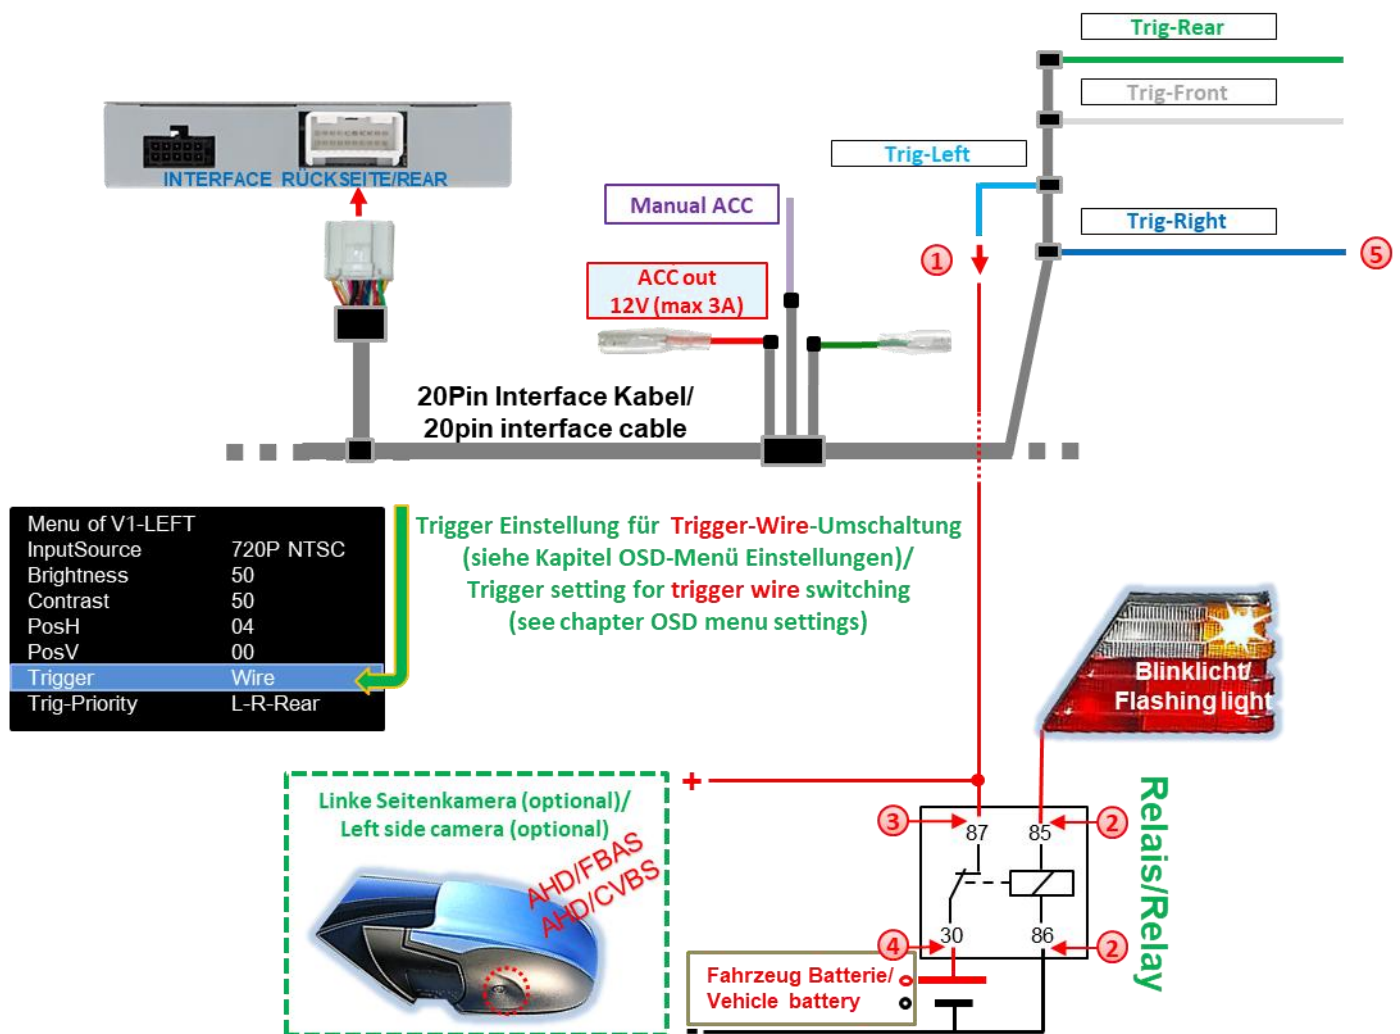 Trig-Rear
Trig-Front
Trig-Left
Trig-Right
INTERFACE RÜCKSEITE/REAR
Manual ACC
ACC out
12V (max 3A)
1
5
20Pin Interface Kabel/
20pin interface cable
Menu of V1-LEFT
InputSource 720P NTSC
Brightness 50
Contrast 50
PosH 04
PosV 00
Trigger Wire
Trig-Priority L-R-Rear
Trigger Einstellung für Trigger-Wire-Umschaltung
(siehe Kapitel OSD-Menü Einstellungen)/
Trigger setting for trigger wire switching
(see chapter OSD menu settings)
Blinklicht/
Flashing light
Linke Seitenkamera (optional)/
Left side camera (optional)
AHD/FBAS
AHD/CVBS
+
3
87
85
2
4
30
86
2
Relais/Relay
Fahrzeug Batterie/
Vehicle battery
-